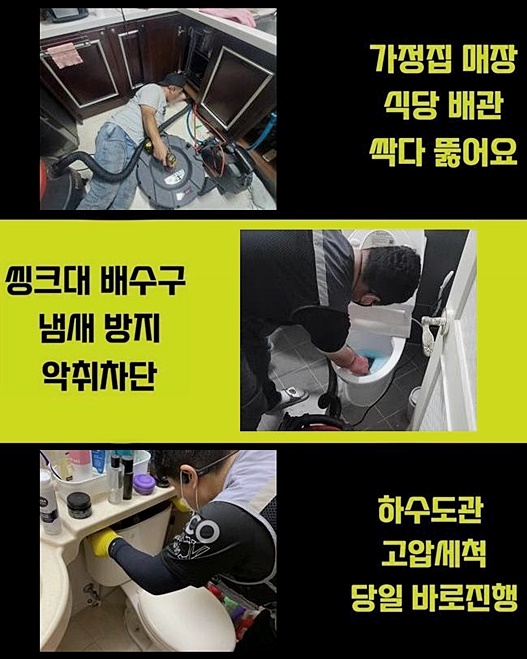 가정집 매장
식당 배관
싹다 뚫어요
씽크대 배수구
냄새 방지
악취차단
CO
하수도관
고압세척
당일 바로진행